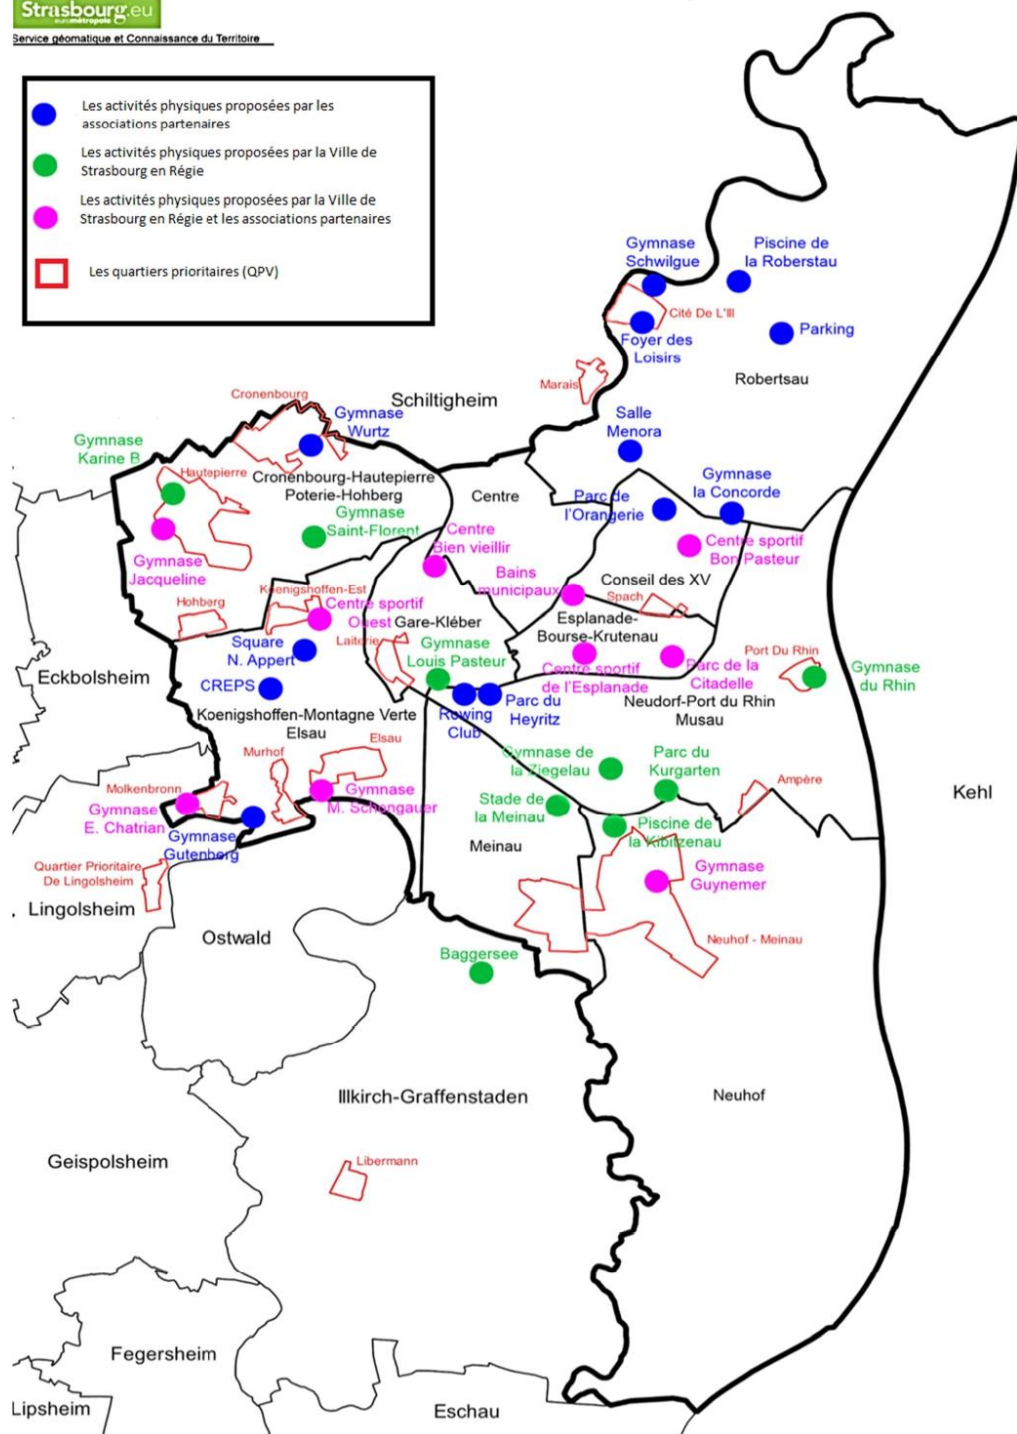 Strasbourg.eu
eurométropole
Service géomatique et Connaissance du Territoire
Les activités physiques proposées par les
associations partenaires
Les activités physiques proposées par la Ville de
Strasbourg en Régie
Les activités physiques proposées par la Ville de
Strasbourg en Régie et les associations partenaires
Les quartiers prioritaires (QPV)
Gymnase
Schwilgue
Piscine de
la Roberstau
Cité De L'Ill
Foyer des
Loisirs
Parking
Robertsau
Marais
Cronenbourg
Schiltigheim
Gymnase
Wurtz
Salle
Menora
Gymnase
Karine B
Hautepierre
Cronenbourg-Hautepierre
Poterie-Hohberg
Centre
Gymnase
la Concorde
Parc de
l'Orangerie
Gymnase
Saint-Florent
Centre
Bien vieillir
Centre sportif
Bon Pasteur
Gymnase
Jacqueline
Bains
municipaux
Conseil des XV
Spach
Hohberg
Koenigshoffen-Est
Centre sportif
Ouest
Gare-Kléber
Esplanade-
Bourse-Krutenau
Laiterie
Square
N. Appert
Gymnase
Louis Pasteur
Centre sportif
de l'Esplanade
Parc de la
Citadelle
Port Du Rhin
Gymnase
du Rhin
Eckbolsheim
CREPS
Rowing
Club
Parc du
Heyritz
Neudorf-Port du Rhin
Musau
Koenigshoffen-Montagne Verte
Elsau
Murhof
Elsau
Gymnase de
la Ziegelau
Parc du
Kurgarten
Ampère
Kehl
Molkenbronn
Gymnase
E. Chatrian
Gymnase
M. Schongauer
Stade de
la Meinau
Gymnase
Gutenberg
Piscine de
la Kibitzenau
Meinau
Quartier Prioritaire
De Lingolsheim
Gymnase
Guynemer
Lingolsheim
Ostwald
Neuhof - Meinau
Baggersee
Illkirch-Graffenstaden
Neuhof
Geispolsheim
Libermann
Fegersheim
Lipsheim
Eschau